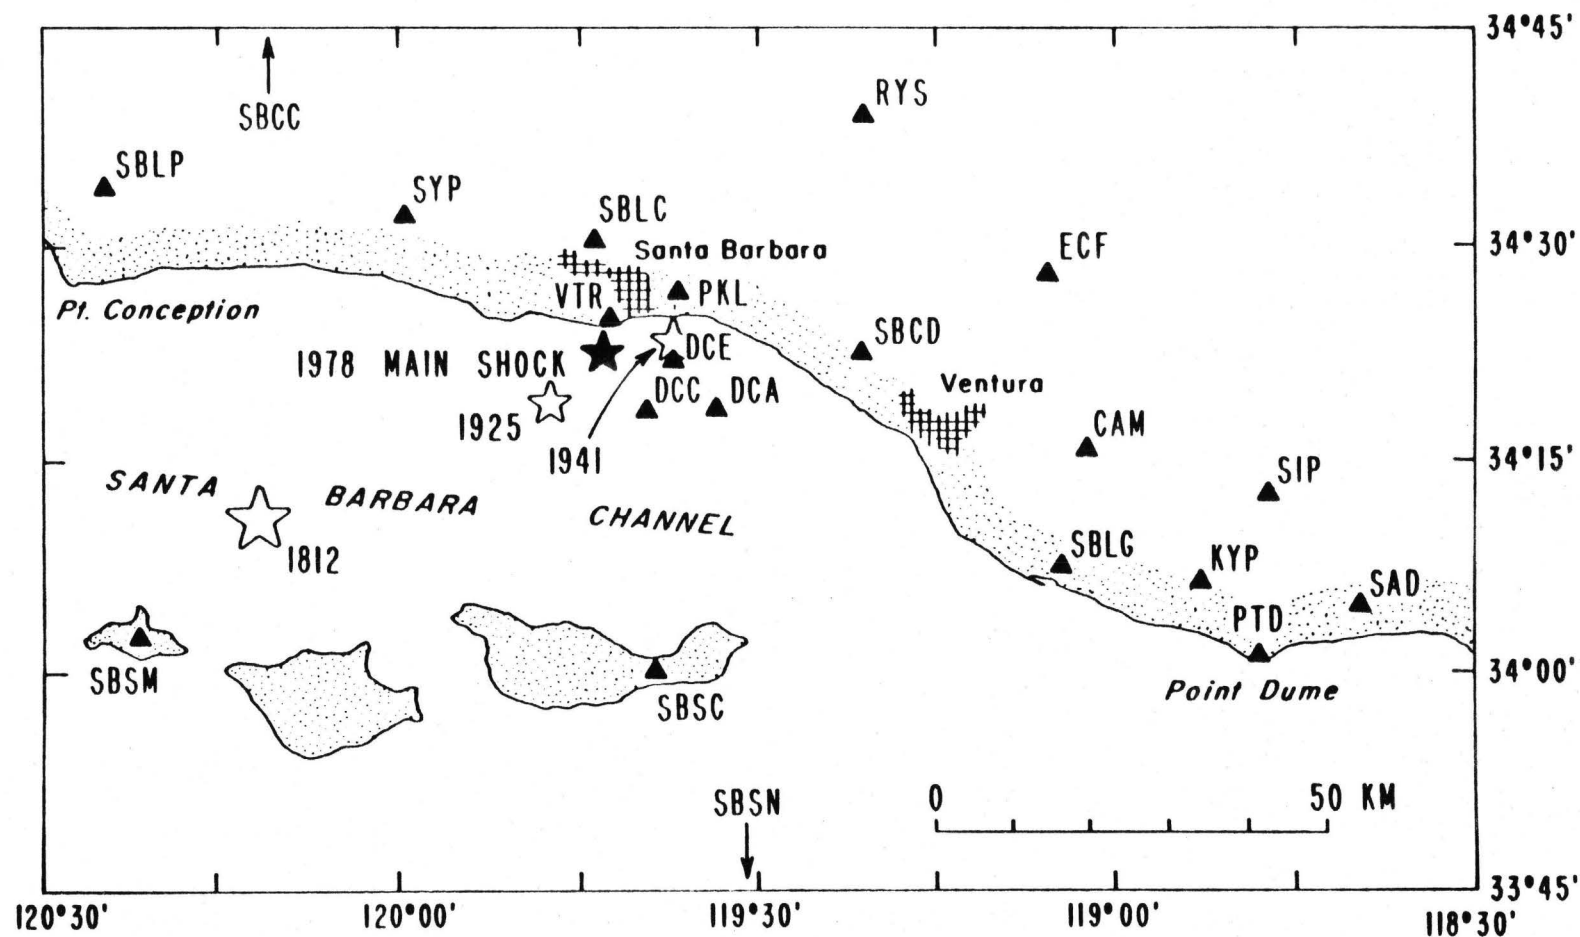 34°45'
SBCC
RYS
SBLP
SYP
SBLC
Santa Barbara
ECF
34°30'
Pt. Conception
VTR
PKL
SBCD
1978 MAIN SHOCK
DCE
Ventura
DCC
DCA
1925
1941
CAM
34°15'
SIP
SANTA BARBARA CHANNEL
1812
SBLG
KYP
SAD
PTD
SBSM
SBSC
34°00'
Point Dume
SBSN
0
50 KM
33°45'
120°30'
120°00'
119°30'
119°00'
118°30'